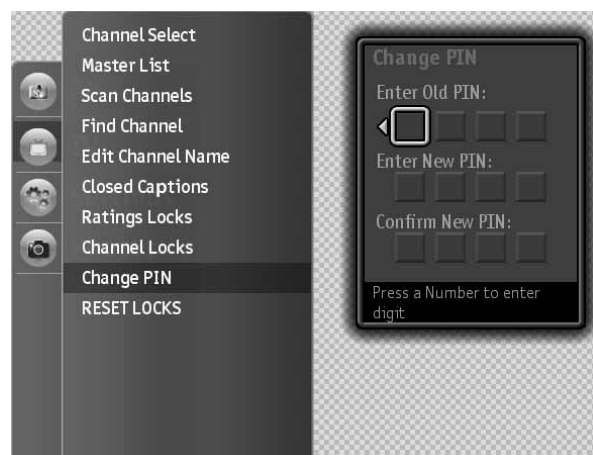 Channel Select
Master List
Scan Channels
Find Channel
Edit Channel Name
Closed Captions
Ratings Locks
Channel Locks
Change PIN
RESET LOCKS
Change PIN
Enter Old PIN:
Enter New PIN:
Confirm New PIN:
Press a Number to enter
digit